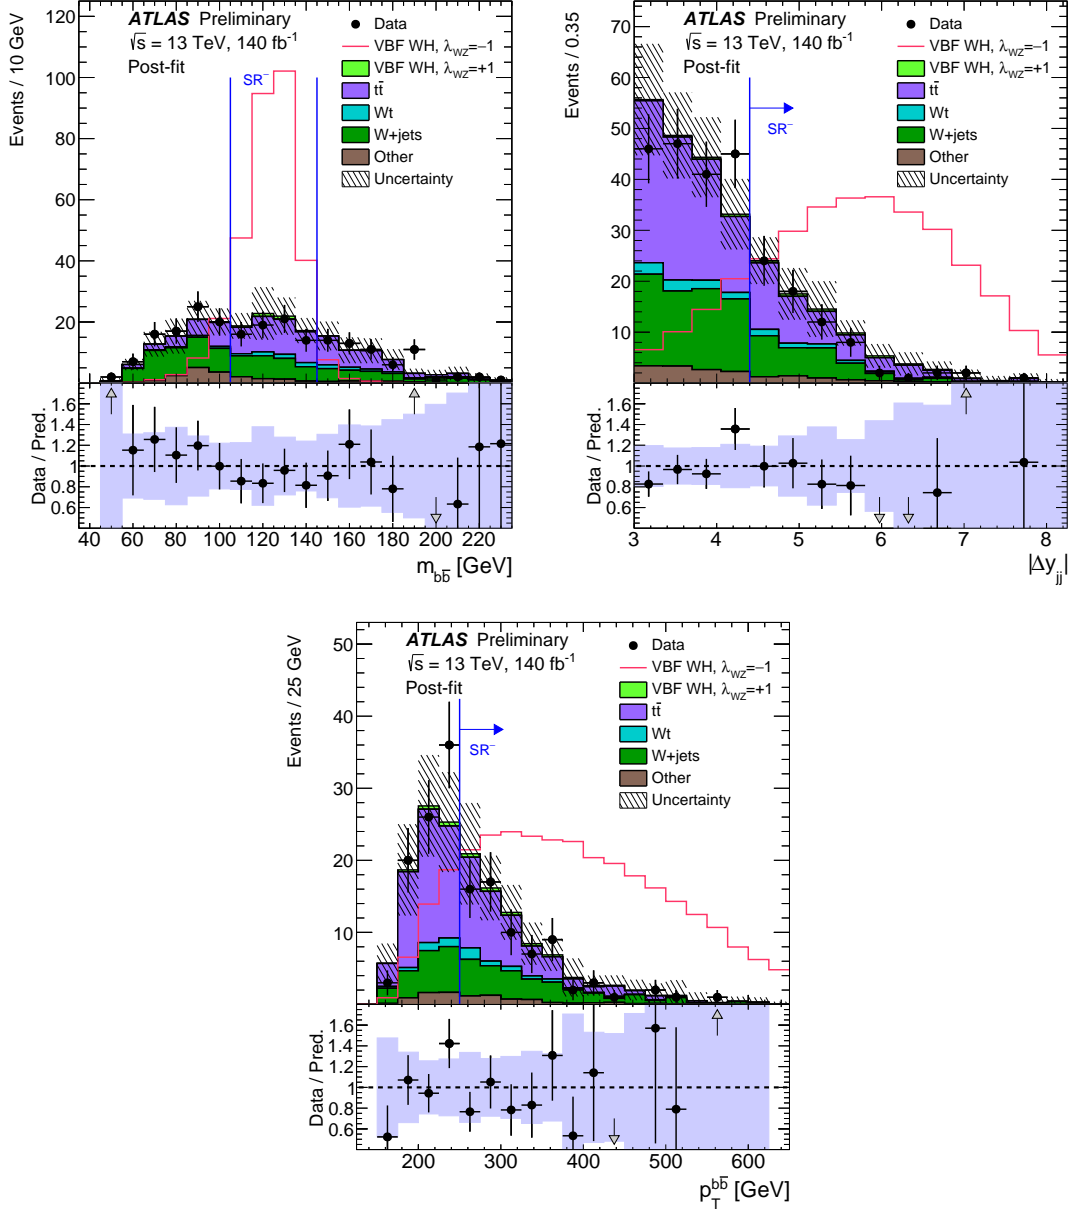 ATLAS Preliminary
√s = 13 TeV, 140 fb⁻¹
Post-fit
SR⁻
Data
VBF WH, λ_WZ=−1
VBF WH, λ_WZ=+1
tt̄
Wt
W+jets
Other
Uncertainty
Events / 10 GeV
120
100
80
60
40
20
Data / Pred.
1.6
1.4
1.2
1
0.8
0.6
40 60 80 100 120 140 160 180 200 220
m_bb̄ [GeV]
ATLAS Preliminary
√s = 13 TeV, 140 fb⁻¹
Post-fit
SR⁻
Data
VBF WH, λ_WZ=−1
VBF WH, λ_WZ=+1
tt̄
Wt
W+jets
Other
Uncertainty
Events / 0.35
70
60
50
40
30
20
10
Data / Pred.
1.6
1.4
1.2
1
0.8
0.6
3 4 5 6 7 8
|Δy_jj|
ATLAS Preliminary
√s = 13 TeV, 140 fb⁻¹
Post-fit
SR⁻
Data
VBF WH, λ_WZ=−1
VBF WH, λ_WZ=+1
tt̄
Wt
W+jets
Other
Uncertainty
Events / 25 GeV
50
40
30
20
10
Data / Pred.
1.6
1.4
1.2
1
0.8
0.6
200 300 400 500 600
p_T^bb̄ [GeV]